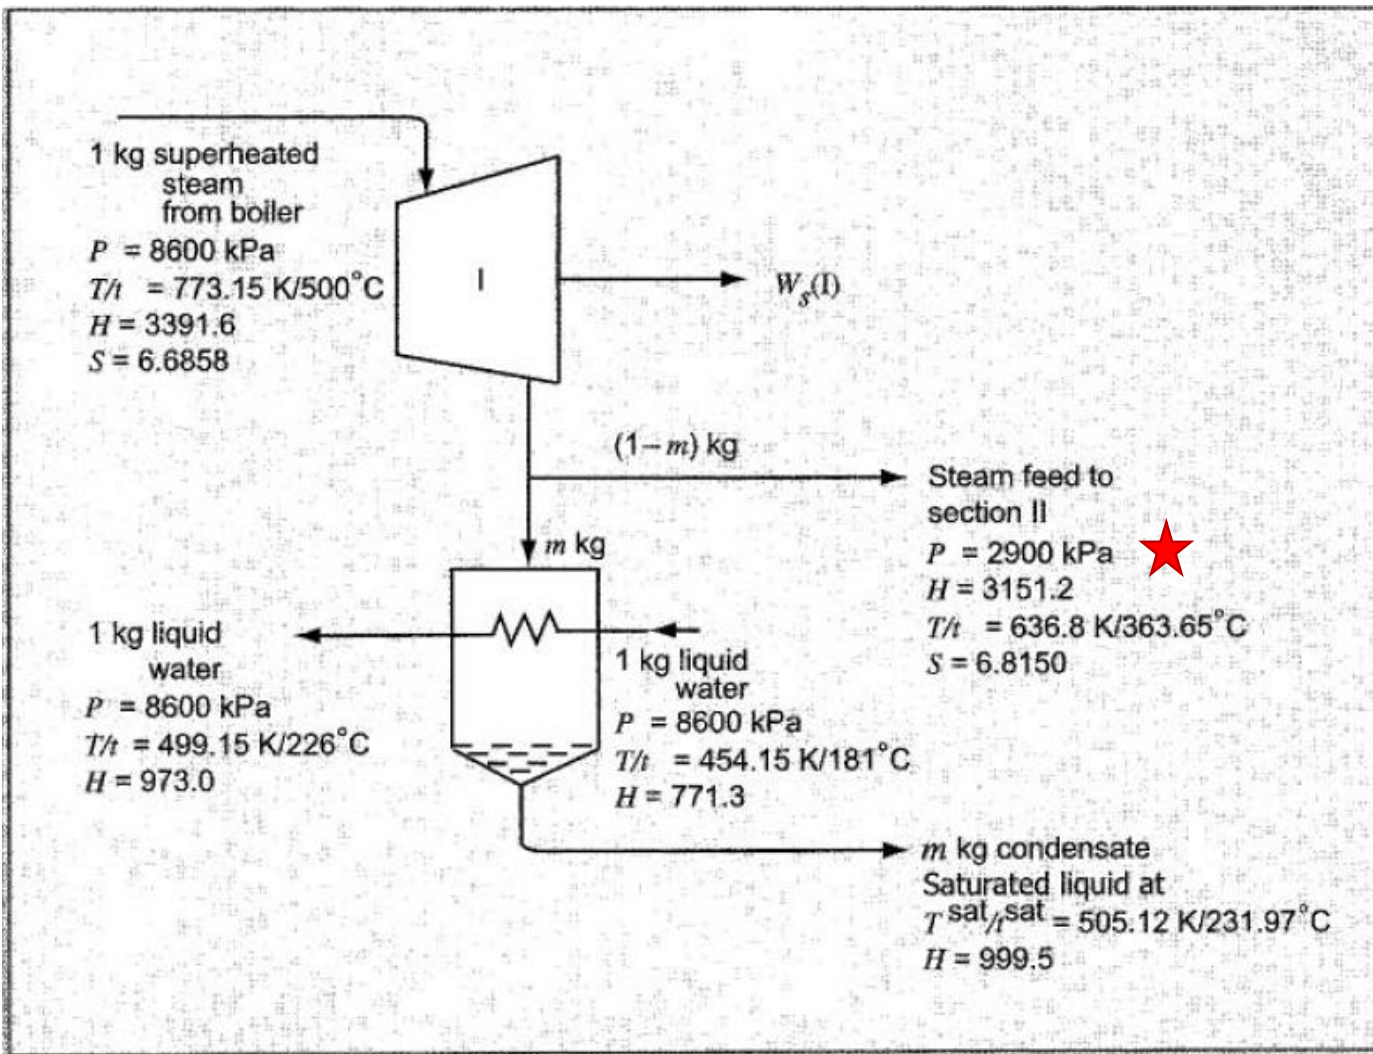 1 kg superheated
steam
from boiler
P = 8600 kPa
T/t = 773.15 K/500°C
H = 3391.6
S = 6.6858
I
W_S(I)
(1−m) kg
Steam feed to
section II
P = 2900 kPa
H = 3151.2
T/t = 636.8 K/363.65°C
S = 6.8150
m kg
1 kg liquid
water
P = 8600 kPa
T/t = 499.15 K/226°C
H = 973.0
1 kg liquid
water
P = 8600 kPa
T/t = 454.15 K/181°C
H = 771.3
m kg condensate
Saturated liquid at
T^sat/t^sat = 505.12 K/231.97°C
H = 999.5